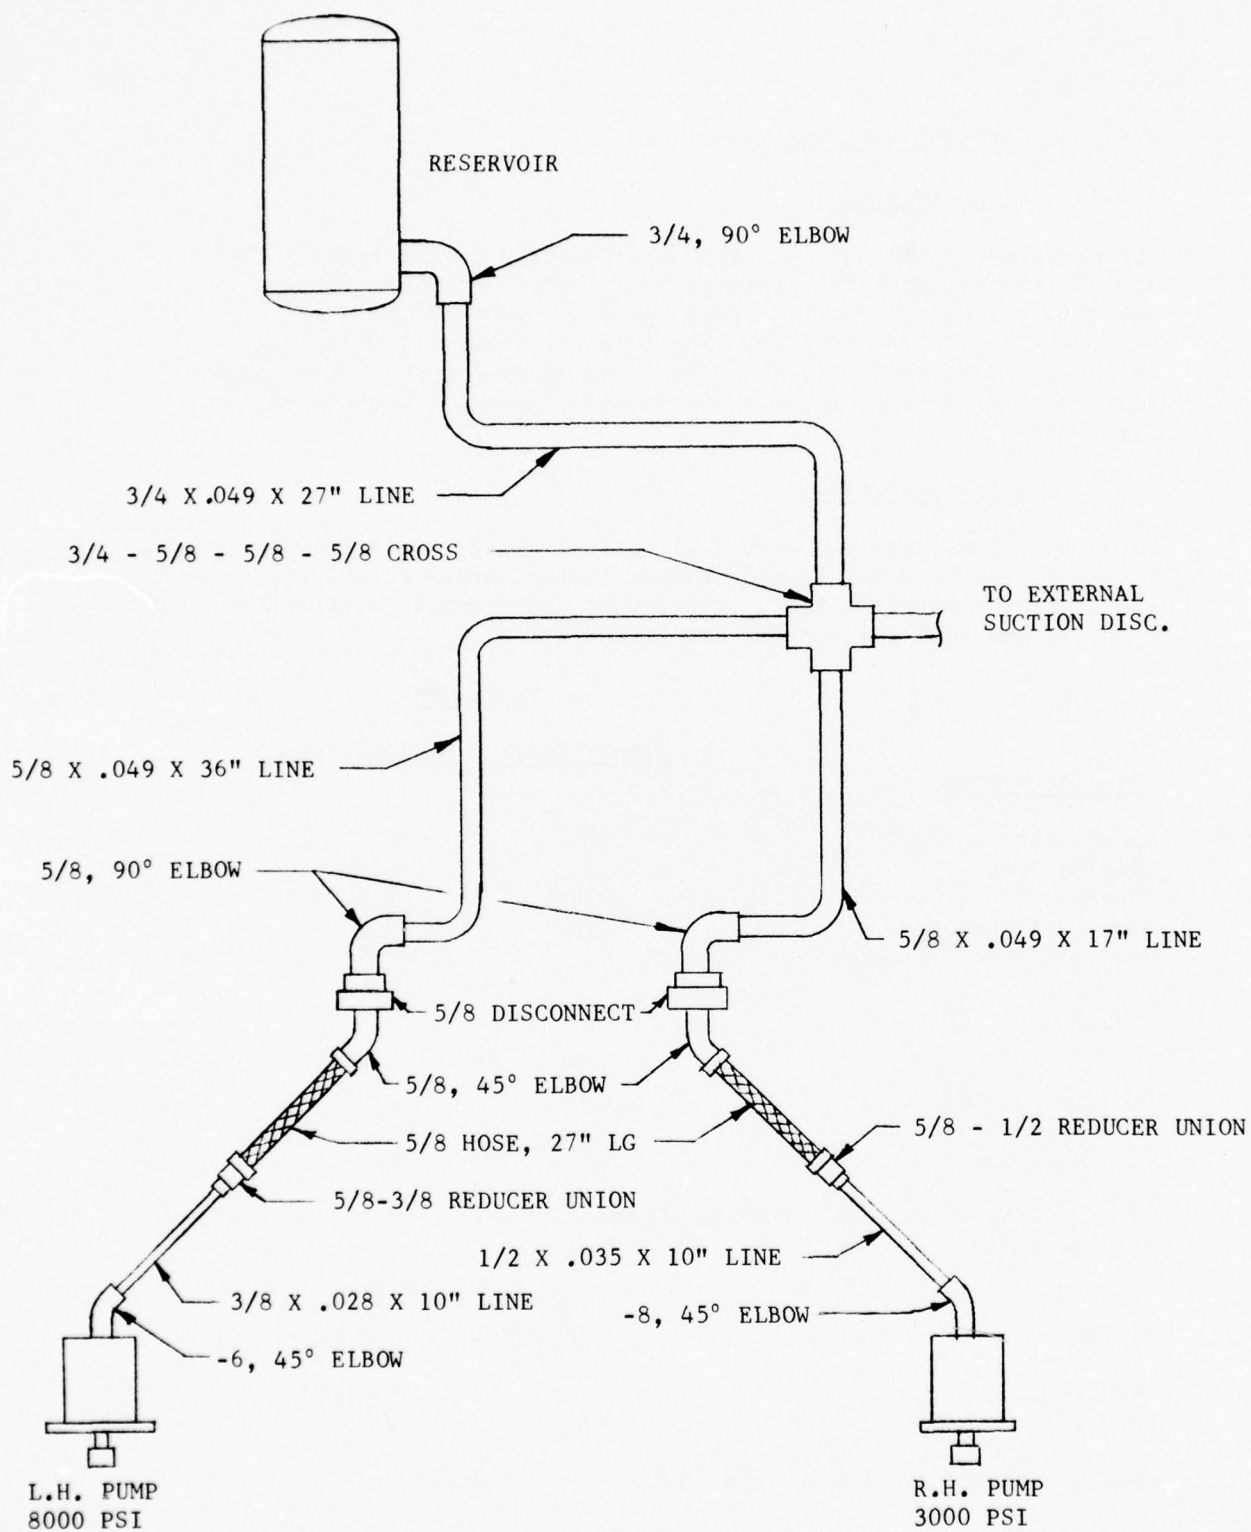 RESERVOIR
3/4, 90° ELBOW
3/4 X .049 X 27" LINE
3/4 - 5/8 - 5/8 - 5/8 CROSS
TO EXTERNAL
SUCTION DISC.
5/8 X .049 X 36" LINE
5/8, 90° ELBOW
5/8 X .049 X 17" LINE
5/8 DISCONNECT
5/8, 45° ELBOW
5/8 HOSE, 27" LG
5/8 - 1/2 REDUCER UNION
5/8-3/8 REDUCER UNION
1/2 X .035 X 10" LINE
3/8 X .028 X 10" LINE
-8, 45° ELBOW
-6, 45° ELBOW
L.H. PUMP
8000 PSI
R.H. PUMP
3000 PSI